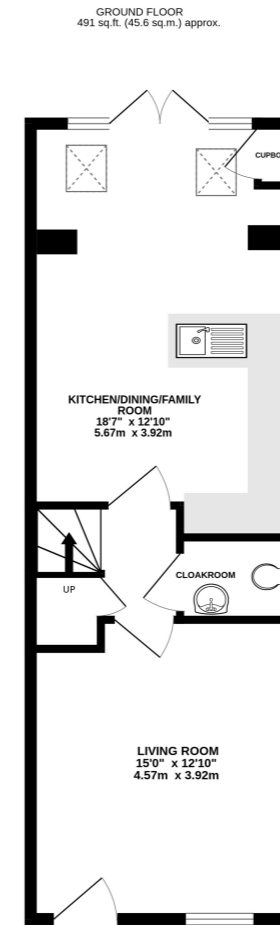 GROUND FLOOR
491 sq.ft. (45.6 sq.m.) approx.
CUPBO
KITCHEN/DINING/FAMILY
ROOM
18'7" x 12'10"
5.67m x 3.92m
CLOAKROOM
UP
LIVING ROOM
15'0" x 12'10"
4.57m x 3.92m